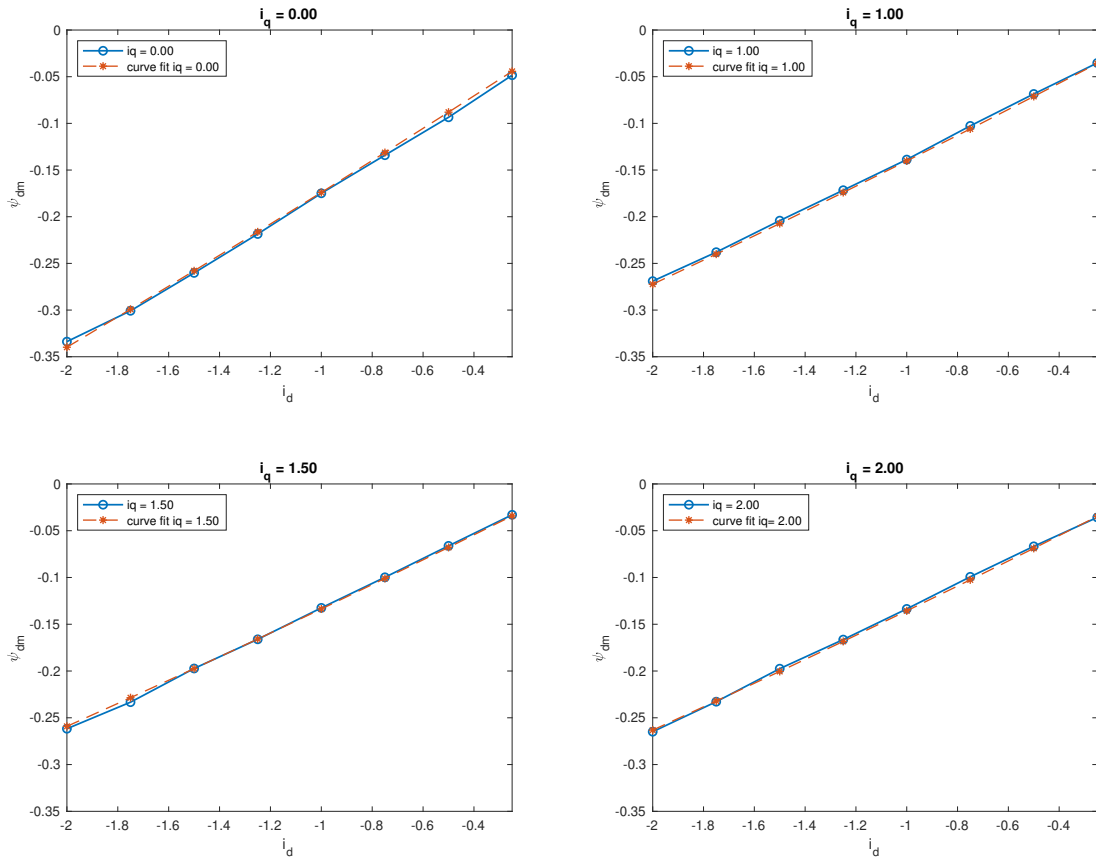 i_q = 0.00
iq = 0.00
curve fit iq = 0.00
0
-0.05
-0.1
-0.15
-0.2
-0.25
-0.3
-0.35
ψ_dm
-2 -1.8 -1.6 -1.4 -1.2 -1 -0.8 -0.6 -0.4
i_d
i_q = 1.00
iq = 1.00
curve fit iq = 1.00
0
-0.05
-0.1
-0.15
-0.2
-0.25
-0.3
-0.35
ψ_dm
-2 -1.8 -1.6 -1.4 -1.2 -1 -0.8 -0.6 -0.4
i_d
i_q = 1.50
iq = 1.50
curve fit iq = 1.50
0
-0.05
-0.1
-0.15
-0.2
-0.25
-0.3
-0.35
ψ_dm
-2 -1.8 -1.6 -1.4 -1.2 -1 -0.8 -0.6 -0.4
i_d
i_q = 2.00
iq = 2.00
curve fit iq= 2.00
0
-0.05
-0.1
-0.15
-0.2
-0.25
-0.3
-0.35
ψ_dm
-2 -1.8 -1.6 -1.4 -1.2 -1 -0.8 -0.6 -0.4
i_d